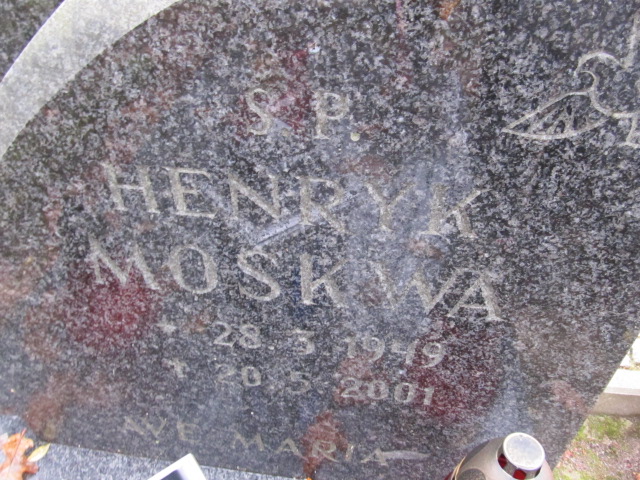 Ś. P.
HENRYK
MOSKWA
* 28. 3. 1949
+ 20. 5. 2001
AVE MARIA